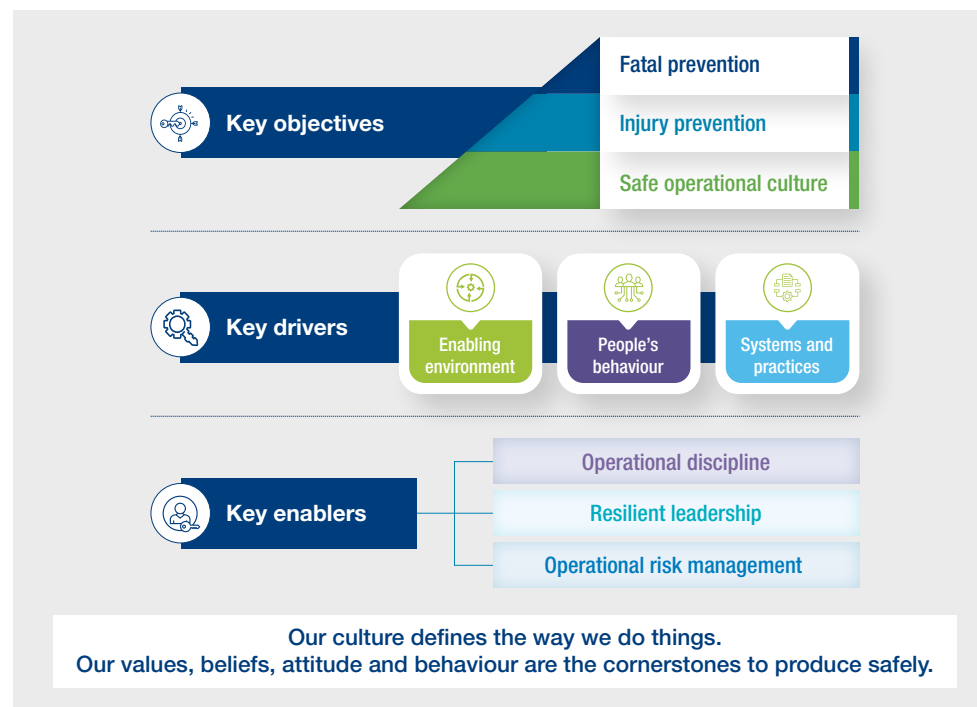 Key objectives
Fatal prevention
Injury prevention
Safe operational culture
Key drivers
Enabling
environment
People's
behaviour
Systems and
practices
Key enablers
Operational discipline
Resilient leadership
Operational risk management
Our culture defines the way we do things.
Our values, beliefs, attitude and behaviour are the cornerstones to produce safely.